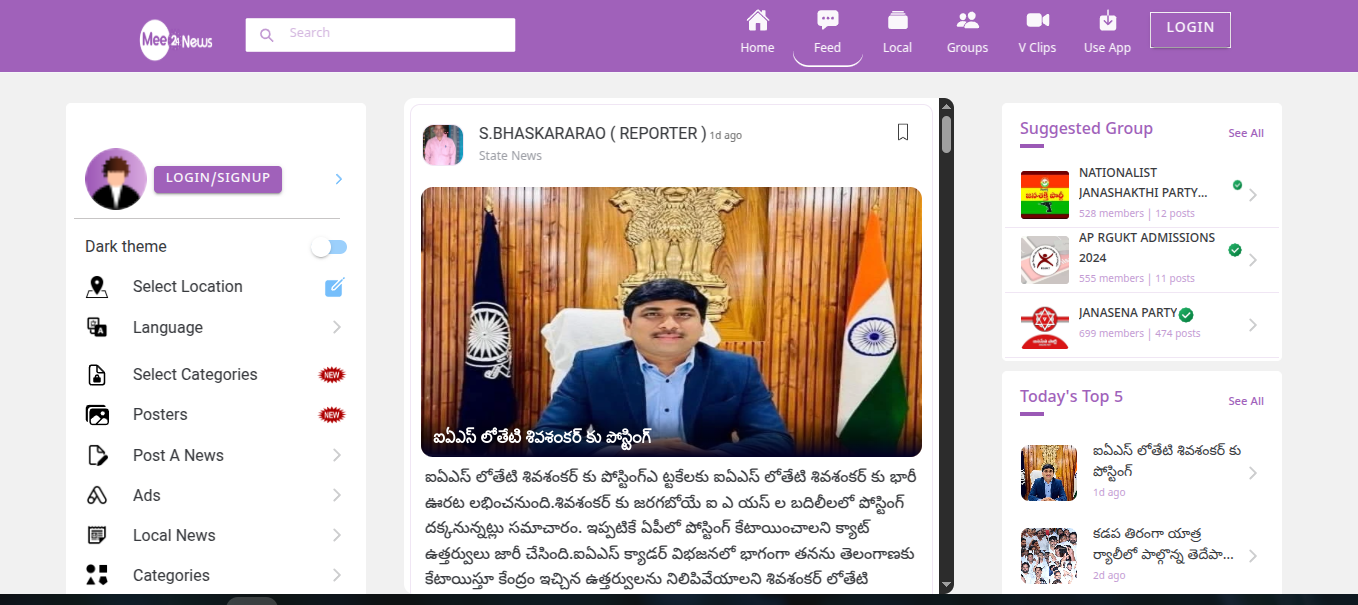 Mee24 News
Search
Home
Feed
Local
Groups
V Clips
Use App
LOGIN
LOGIN/SIGNUP
Dark theme
Select Location
Language
Select Categories
NEW
Posters
NEW
Post A News
Ads
Local News
Categories
S.BHASKARARAO ( REPORTER ) 1d ago
State News
ఐఏఎస్ లోతేటి శివశంకర్ కు పోస్టింగ్
ఐఏఎస్ లోతేటి శివశంకర్ కు పోస్టింగ్ఎ ట్టకేలకు ఐఏఎస్ లోతేటి శివశంకర్ కు భారీ
ఊరట లభించనుంది.శివశంకర్ కు జరగబోయే ఐ ఎ యస్ ల బదిలీలలో పోస్టింగ్
దక్కనున్నట్లు సమాచారం. ఇప్పటికే ఏపీలో పోస్టింగ్ కేటాయించాలని క్యాట్
ఉత్తర్వులు జారీ చేసింది.ఐఏఎస్ క్యాడర్ విభజనలో భాగంగా తనను తెలంగాణకు
కేటాయిస్తూ కేంద్రం ఇచ్చిన ఉత్తర్వులను నిలిపివేయాలని శివశంకర్ లోతేటి
Suggested Group
See All
NATIONALIST
JANASHAKTHI PARTY...
528 members | 12 posts
AP RGUKT ADMISSIONS
2024
555 members | 11 posts
JANASENA PARTY
699 members | 474 posts
Today's Top 5
See All
ఐఏఎస్ లోతేటి శివశంకర్ కు
పోస్టింగ్
1d ago
కడప తిరంగా యాత్ర
ర్యాలీలో పాల్గొన్న తెదేపా...
2d ago